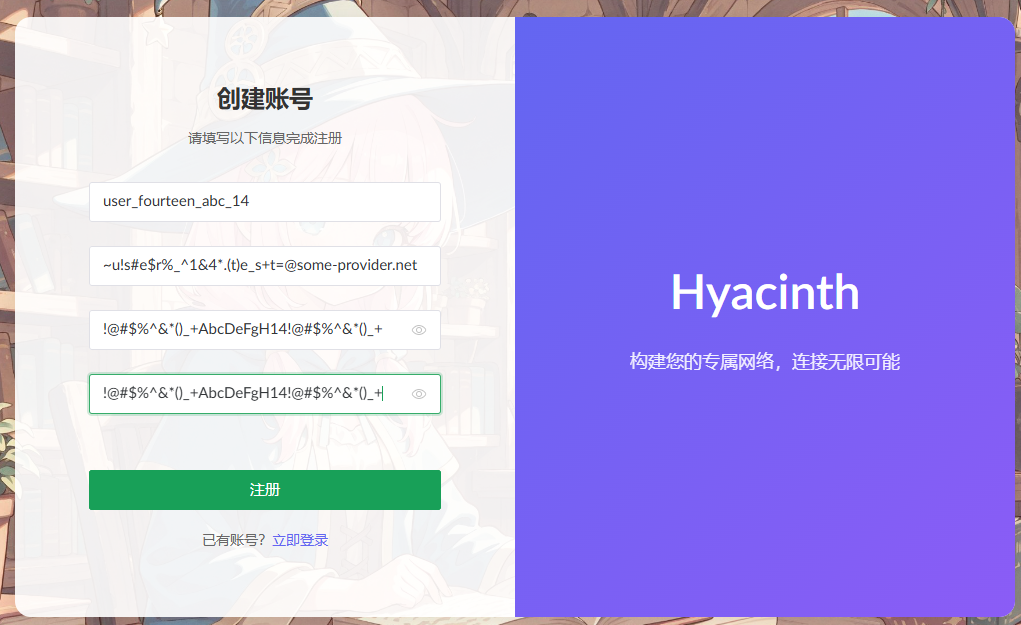 创建账号
请填写以下信息完成注册
user_fourteen_abc_14
~u!s#e$r%_^1&4*.(t)e_s+t=@some-provider.net
!@#$%^&*()_+AbcDeFgH14!@#$%^&*()_+
!@#$%^&*()_+AbcDeFgH14!@#$%^&*()_+
注册
已有账号？立即登录
Hyacinth
构建您的专属网络，连接无限可能